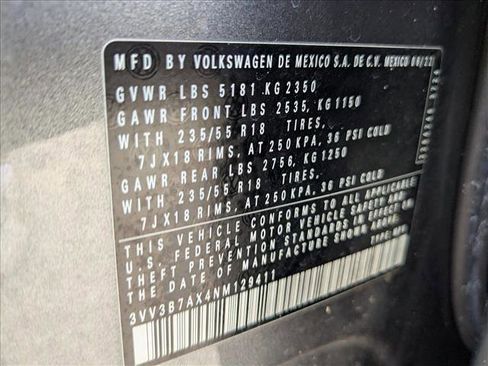 MFD BY VOLKSWAGEN DE MEXICO S.A. DE C.V. MEXICO 06/22
GVWR LBS 5181 KG 2350
GAWR FRONT LBS 2535, KG 1150
WITH 235/55 R18 TIRES,
7JX18 RIMS, AT 250 KPA, 36 PSI COLD
GAWR REAR LBS 2756, KG 1250
WITH 235/55 R18 TIRES,
7JX18 RIMS, AT 250 KPA, 36 PSI COLD
THIS VEHICLE CONFORMS TO ALL APPLICABLE
U.S. FEDERAL MOTOR VEHICLE SAFETY AND
THEFT PREVENTION STANDARDS IN EFFECT ON
THE DATE OF MANUFACTURE SHOWN ABOVE.
3VV3B7AX4NM129411
TYPE: